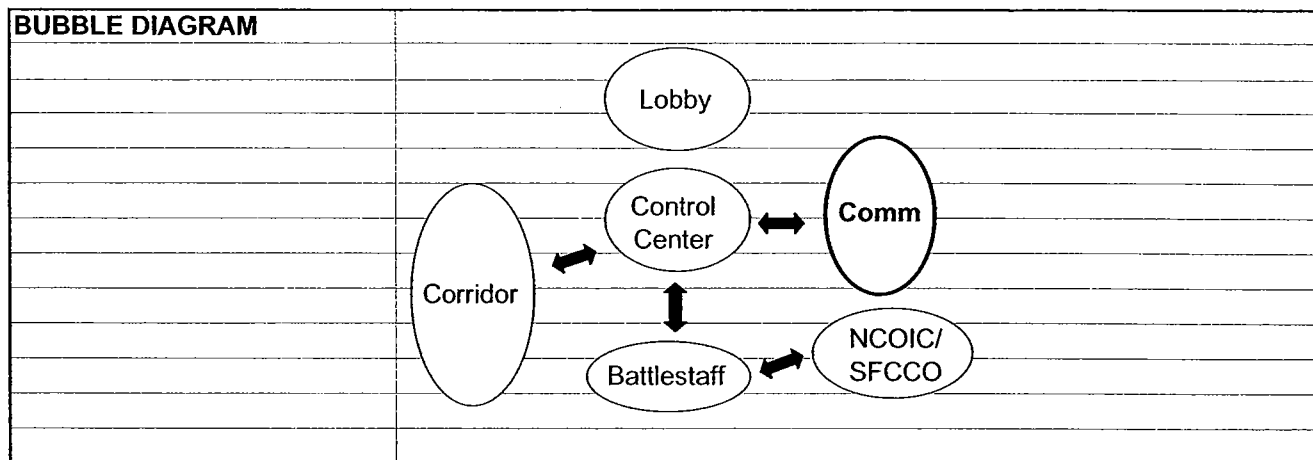 BUBBLE DIAGRAM
Lobby
Control
Center
Comm
Corridor
NCOIC/
SFCCO
Battlestaff